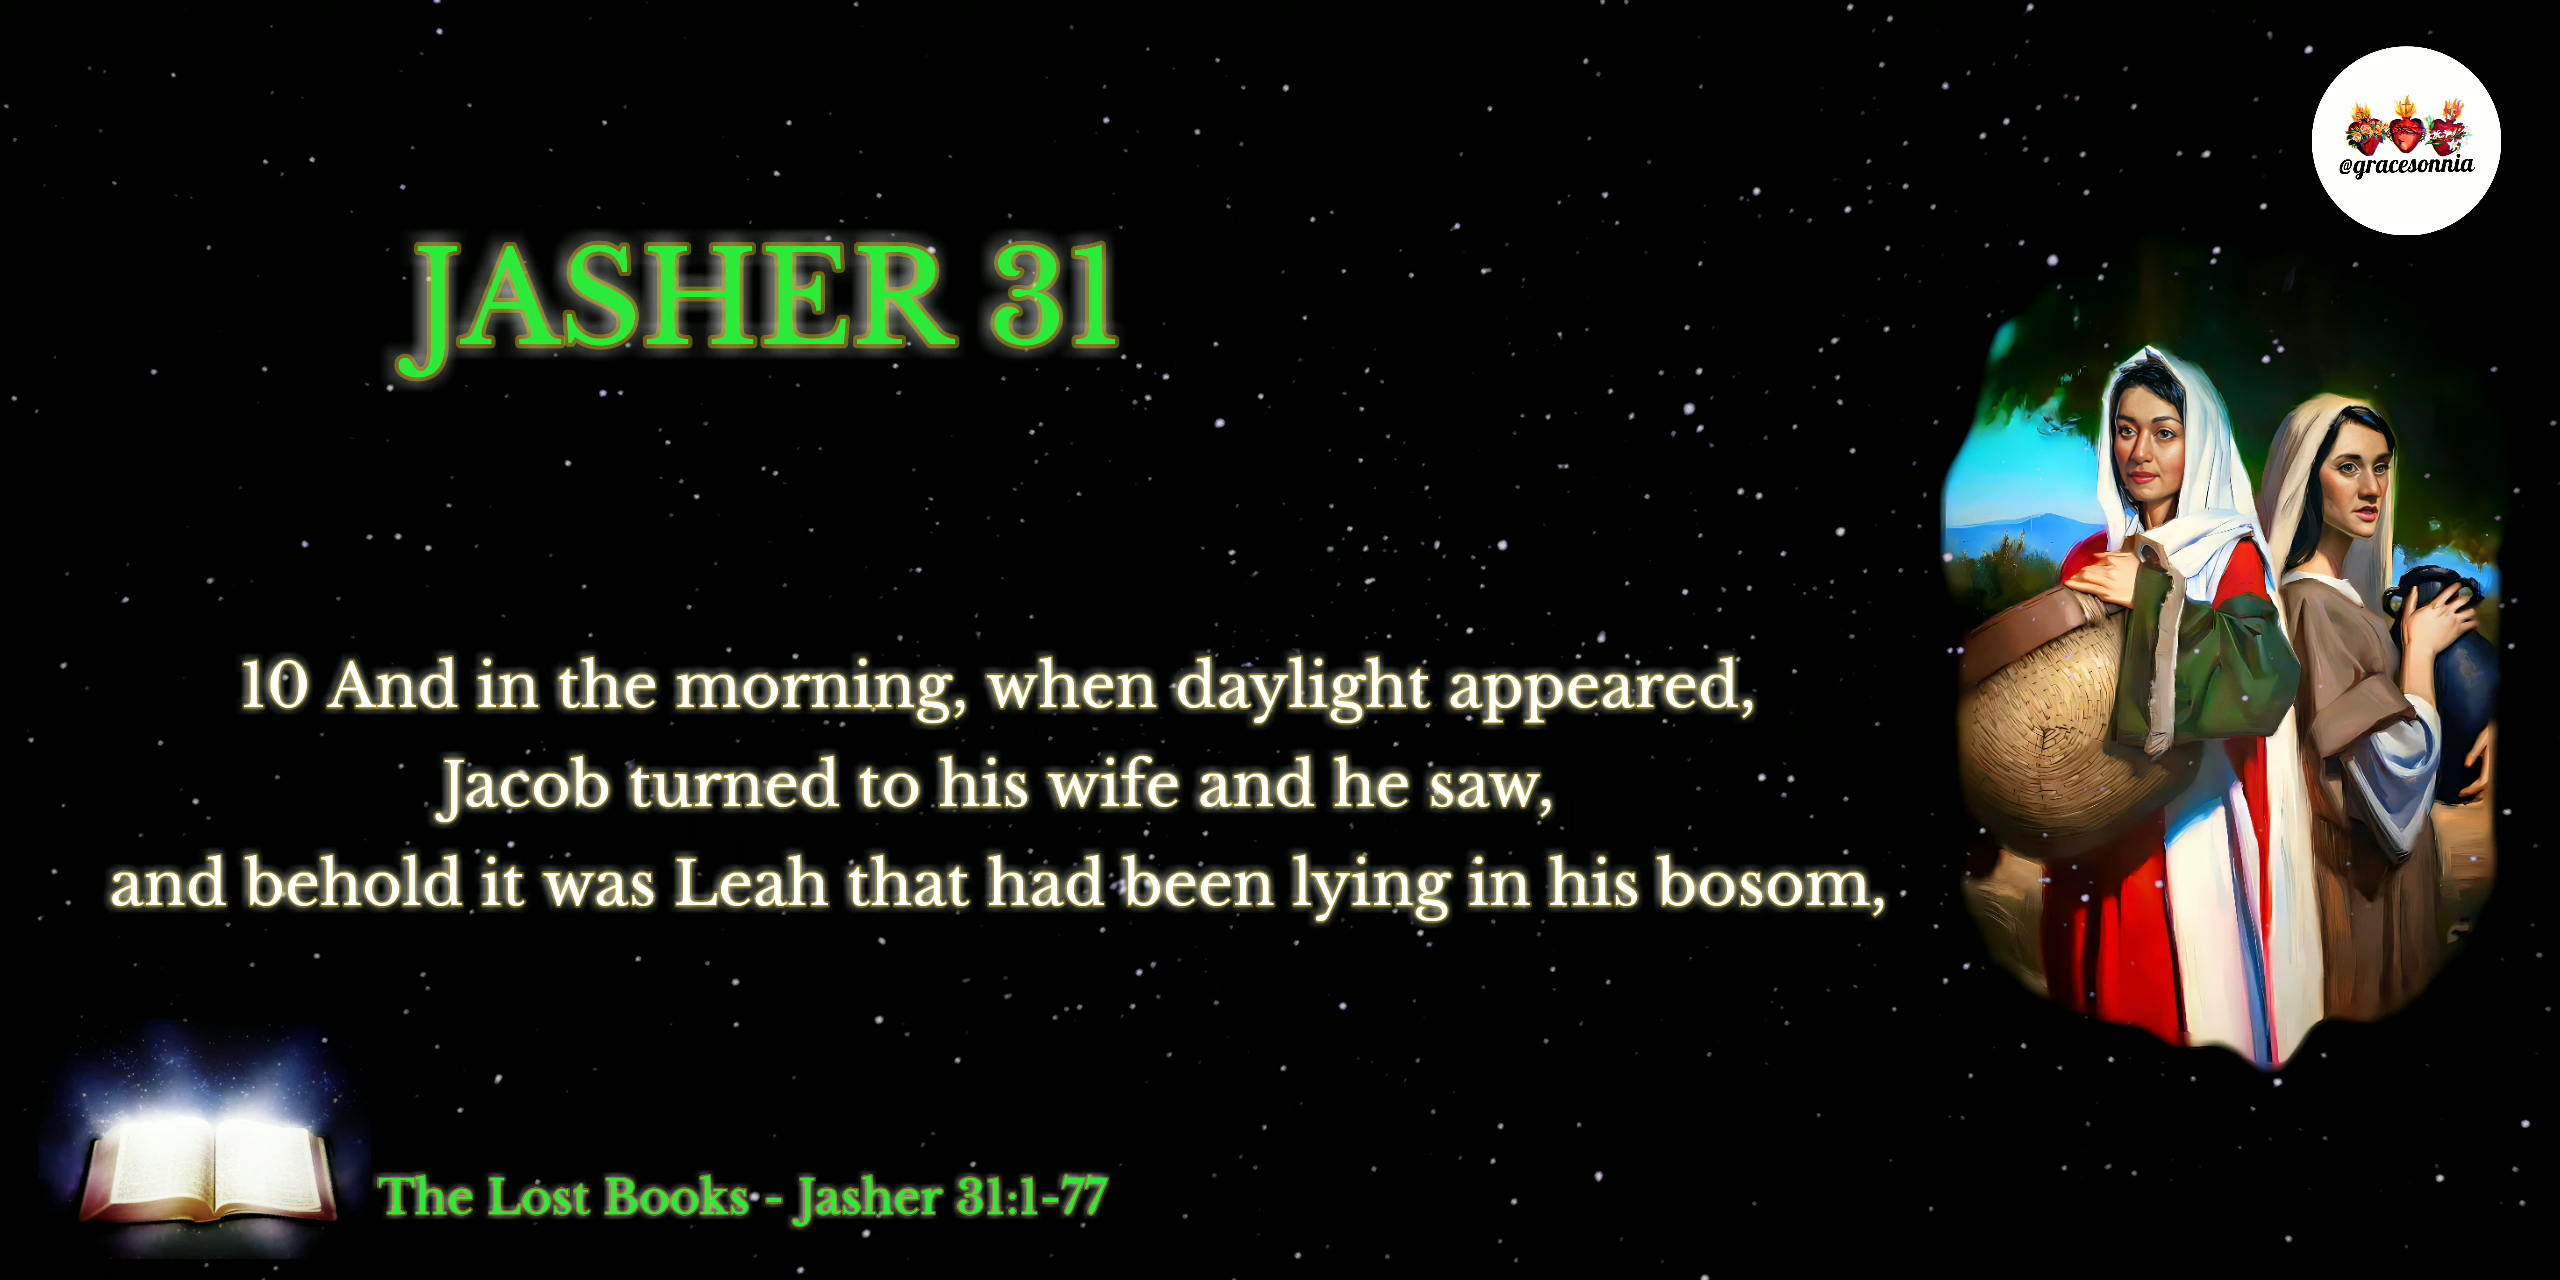 @gracesonnia
JASHER 31
10 And in the morning, when daylight appeared,
Jacob turned to his wife and he saw,
and behold it was Leah that had been lying in his bosom,
The Lost Books - Jasher 31:1-77